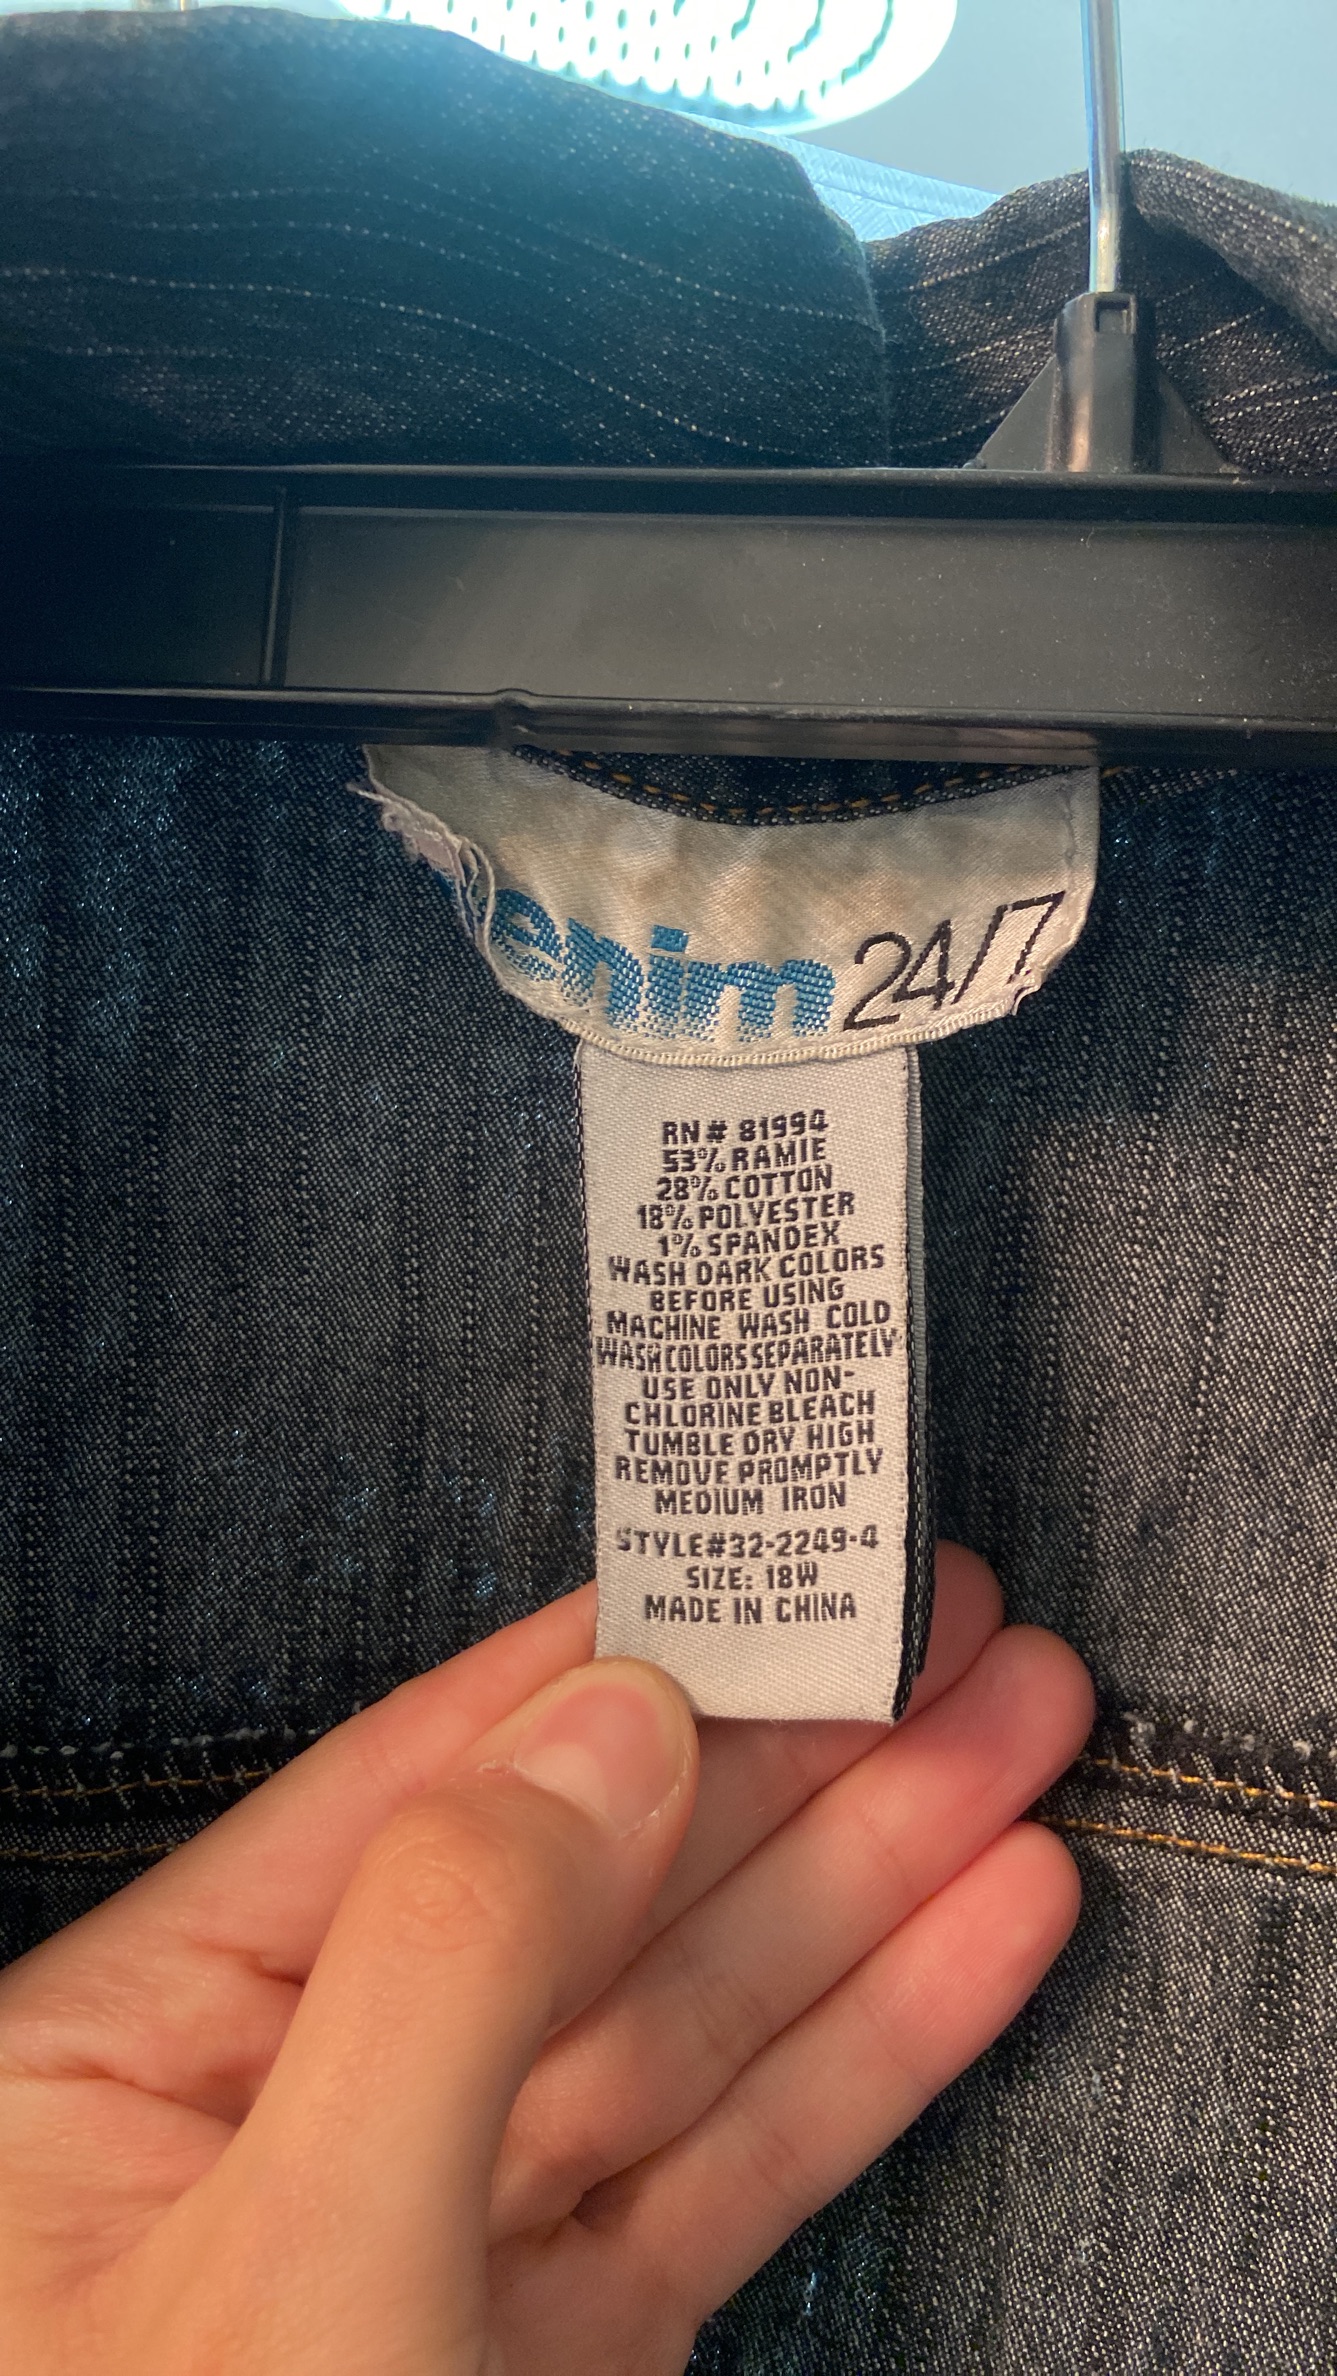 enim 24/7
RN# 81994
53% RAMIE
28% COTTON
18% POLYESTER
1% SPANDEX
WASH DARK COLORS
BEFORE USING
MACHINE WASH COLD
WASH COLORS SEPARATELY
USE ONLY NON-
CHLORINE BLEACH
TUMBLE DRY HIGH
REMOVE PROMPTLY
MEDIUM IRON
STYLE#32-2249-4
SIZE: 18W
MADE IN CHINA